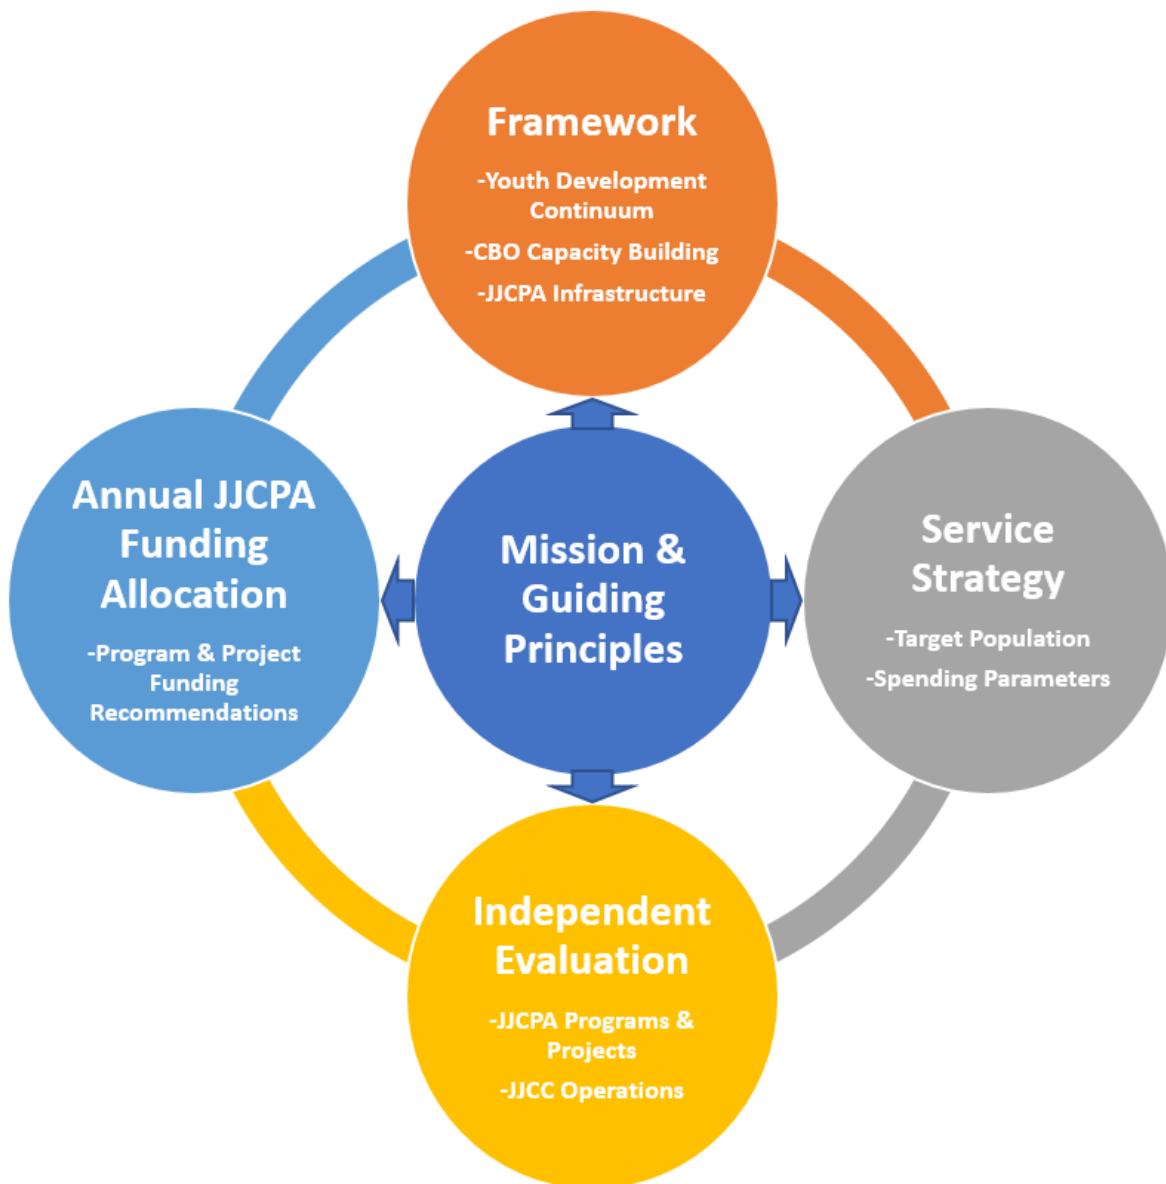 Framework
-Youth Development
Continuum
-CBO Capacity Building
-JJCPA Infrastructure
Annual JJCPA
Funding
Allocation
-Program & Project
Funding
Recommendations
Mission &
Guiding
Principles
Service
Strategy
-Target Population
-Spending Parameters
Independent
Evaluation
-JJCPA Programs &
Projects
-JJCC Operations